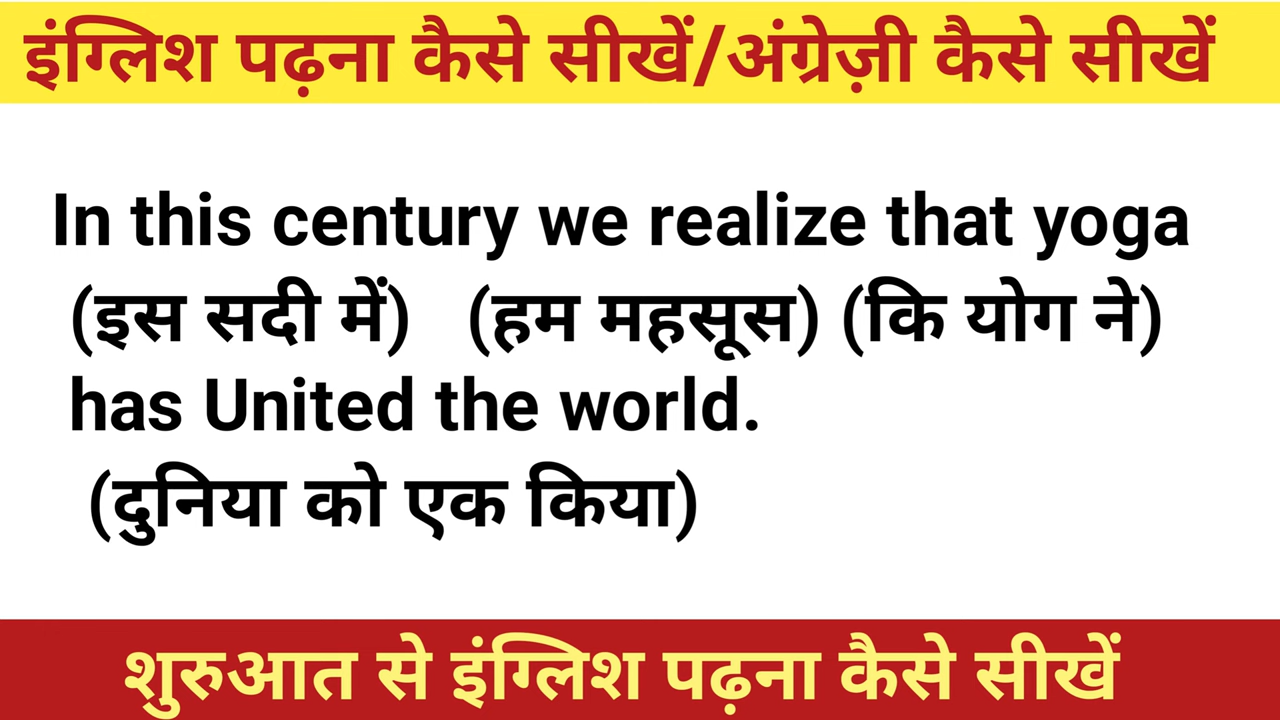 इंग्लिश पढ़ना कैसे सीखें/अंग्रेज़ी कैसे सीखें
In this century we realize that yoga
(इस सदी में) (हम महसूस) (कि योग ने)
has United the world.
(दुनिया को एक किया)
शुरुआत से इंग्लिश पढ़ना कैसे सीखें